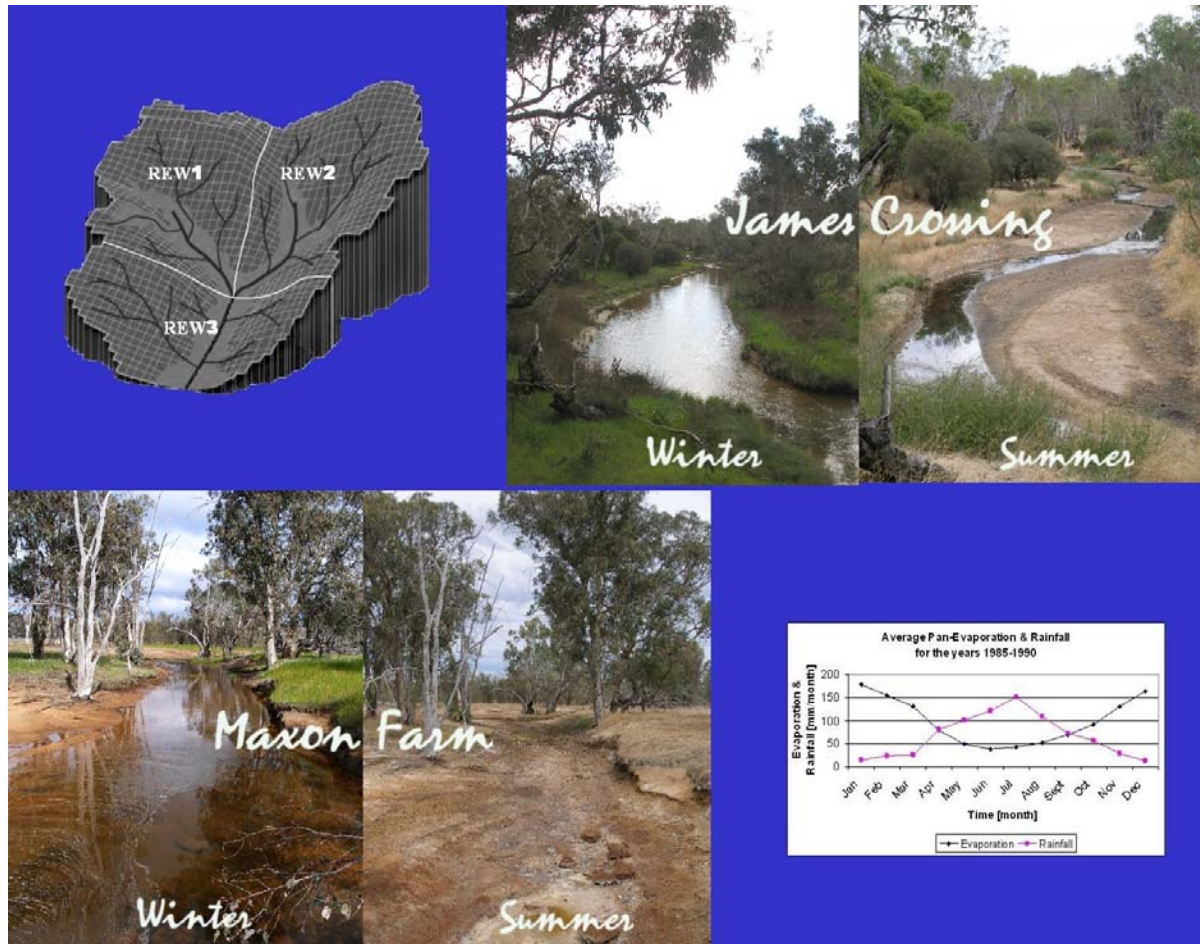 REW1
REW2
REW3
James Crossing
Winter
Summer
Maxon Farm
Winter
Summer
Average Pan-Evaporation & Rainfall
for the years 1985-1990
Evaporation &
Rainfall [mm/month]
200
150
100
50
0
Jan
Feb
Mar
Apr
May
Jun
Jul
Aug
Sept
Oct
Nov
Dec
Time [month]
Evaporation
Rainfall